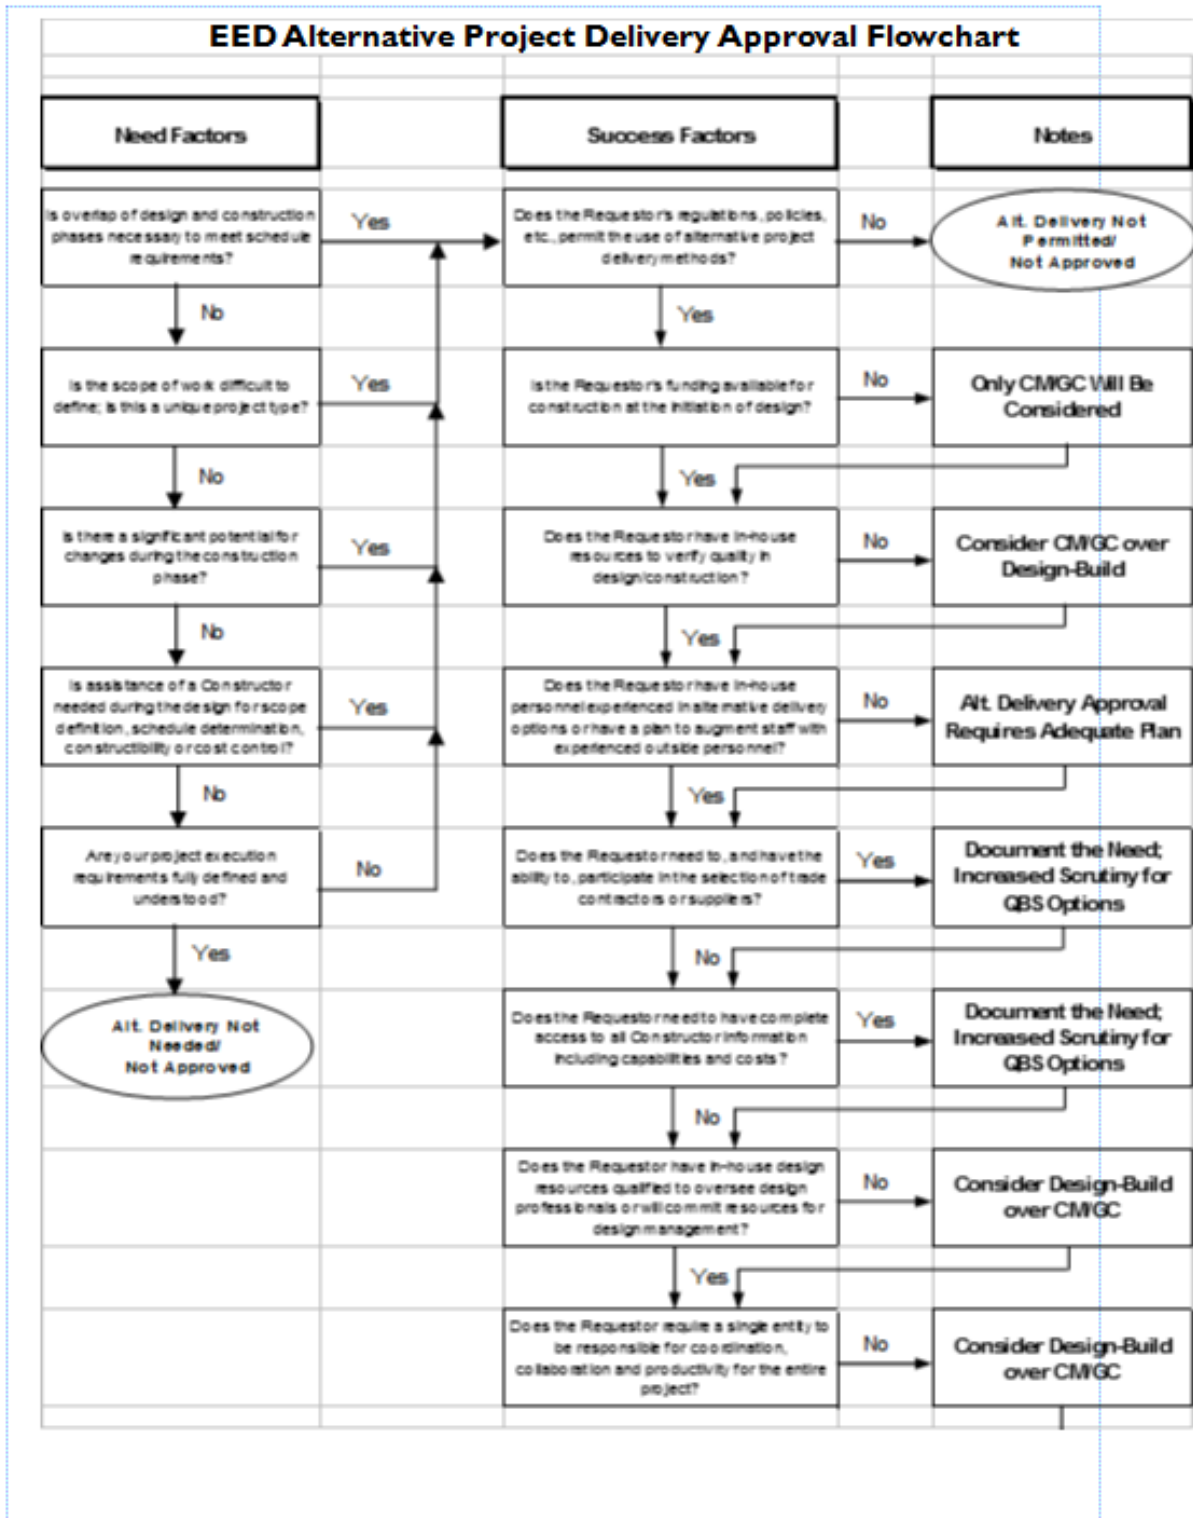 EED Alternative Project Delivery Approval Flowchart
Need Factors
Success Factors
Notes
Is overlap of design and construction
phases necessary to meet schedule
requirements?
Yes
Does the Requestor's regulations, policies,
etc., permit the use of alternative project
delivery methods?
No
Alt. Delivery Not
Permitted/
Not Approved
No
Yes
Is the scope of work difficult to
define; is this a unique project type?
Yes
Is the Requestor's funding available for
construction at the initiation of design?
No
Only CM/GC Will Be
Considered
No
Yes
Is there a significant potential for
changes during the construction
phase?
Yes
Does the Requestor have in-house
resources to verify quality in
design/construction?
No
Consider CM/GC over
Design-Build
No
Yes
Is assistance of a Constructor
needed during the design for scope
definition, schedule determination,
constructibility or cost control?
Yes
Does the Requestor have in-house
personnel experienced in alternative delivery
options or have a plan to augment staff with
experienced outside personnel?
No
Alt. Delivery Approval
Requires Adequate Plan
No
Yes
Are your project execution
requirements fully defined and
understood?
No
Does the Requestor need to, and have the
ability to, participate in the selection of trade
contractors or suppliers?
Yes
Document the Need;
Increased Scrutiny for
QBS Options
Yes
No
Alt. Delivery Not
Needed/
Not Approved
Does the Requestor need to have complete
access to all Constructor information
including capabilities and costs?
Yes
Document the Need;
Increased Scrutiny for
QBS Options
No
Does the Requestor have in-house design
resources qualified to oversee design
professionals or will commit resources for
design management?
No
Consider Design-Build
over CM/GC
Yes
Does the Requestor require a single entity to
be responsible for coordination,
collaboration and productivity for the entire
project?
No
Consider Design-Build
over CM/GC